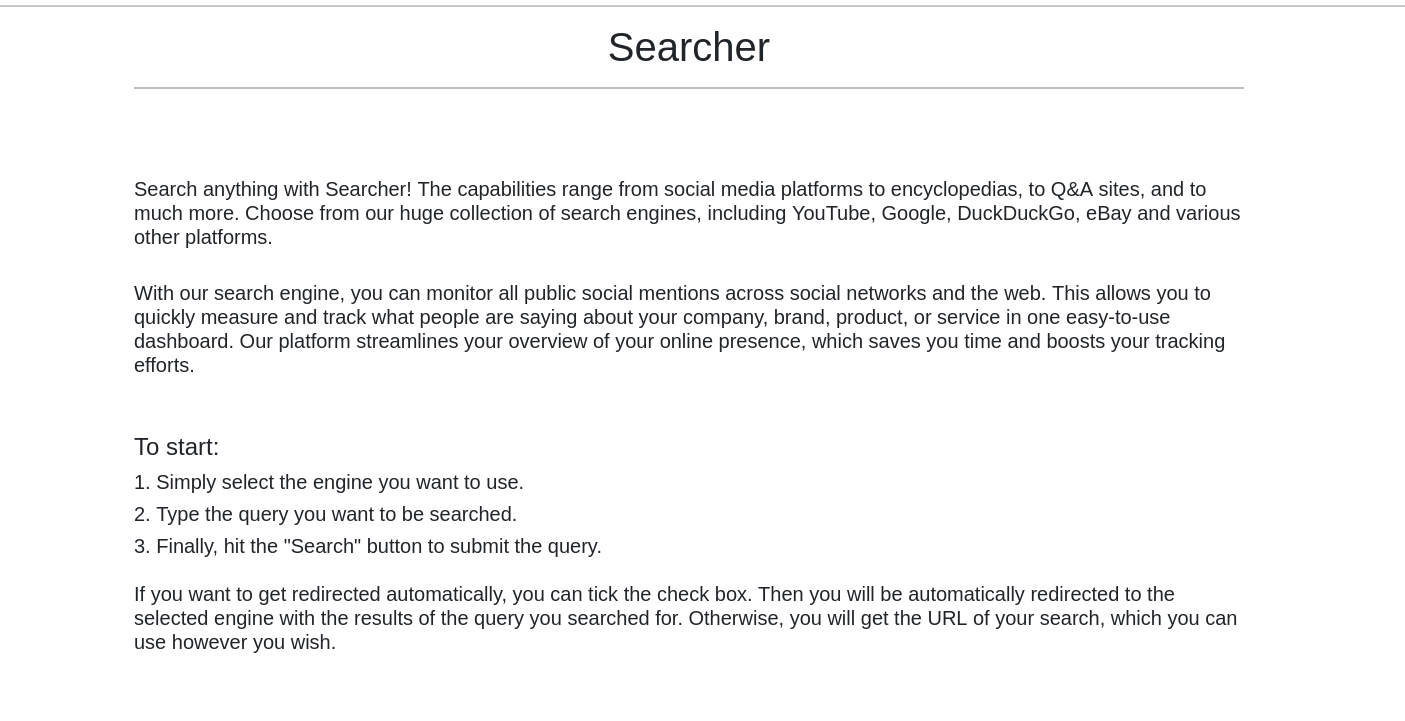 Searcher
Search anything with Searcher! The capabilities range from social media platforms to encyclopedias, to Q&A sites, and to
much more. Choose from our huge collection of search engines, including YouTube, Google, DuckDuckGo, eBay and various
other platforms.
With our search engine, you can monitor all public social mentions across social networks and the web. This allows you to
quickly measure and track what people are saying about your company, brand, product, or service in one easy-to-use
dashboard. Our platform streamlines your overview of your online presence, which saves you time and boosts your tracking
efforts.
To start:
1. Simply select the engine you want to use.
2. Type the query you want to be searched.
3. Finally, hit the "Search" button to submit the query.
If you want to get redirected automatically, you can tick the check box. Then you will be automatically redirected to the
selected engine with the results of the query you searched for. Otherwise, you will get the URL of your search, which you can
use however you wish.